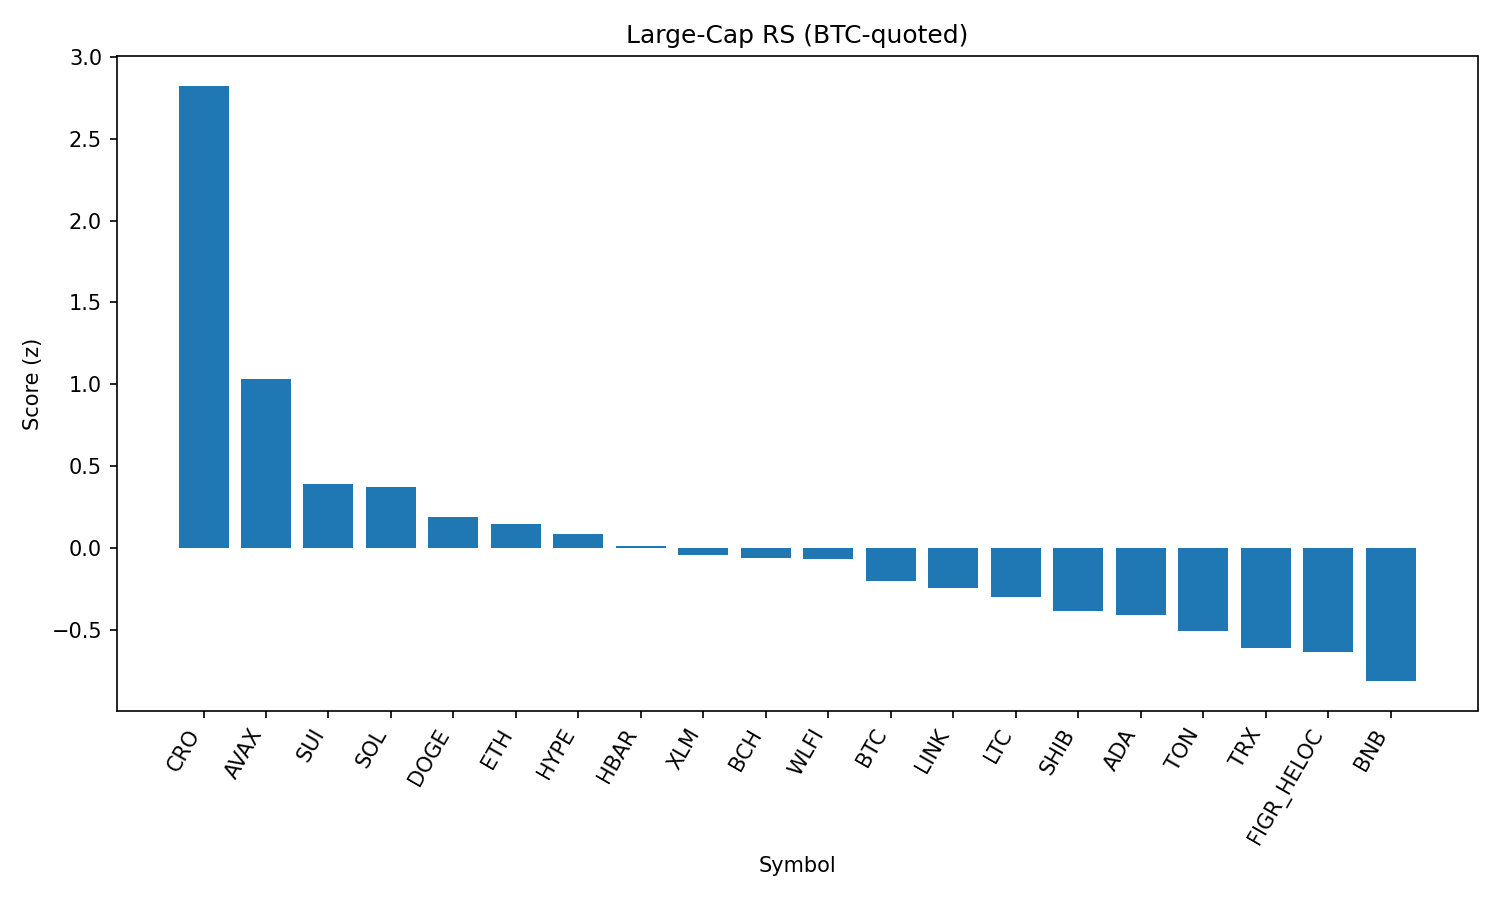 Large-Cap RS (BTC-quoted)
Score (z)
3.0
2.5
2.0
1.5
1.0
0.5
0.0
−0.5
CRO
AVAX
SUI
SOL
DOGE
ETH
HYPE
HBAR
XLM
BCH
WLFI
BTC
LINK
LTC
SHIB
ADA
TON
TRX
FIGR_HELOC
BNB
Symbol